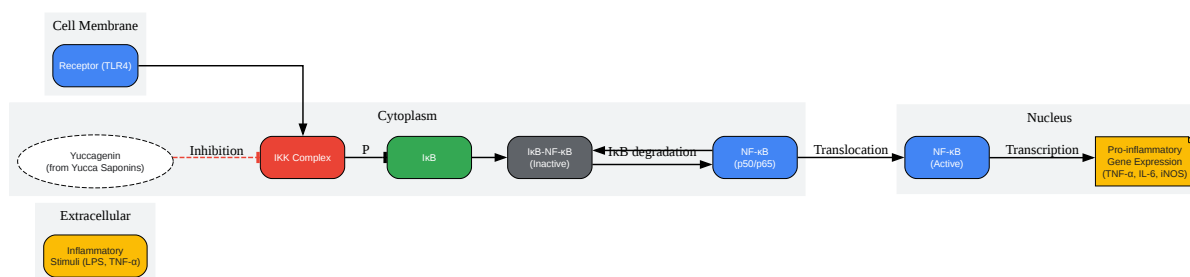 Cell Membrane
Receptor (TLR4)
Cytoplasm
Nucleus
Yuccagenin
(from Yucca Saponins)
Inhibition
IKK Complex
P
IκB
IκB-NF-κB
(Inactive)
IκB degradation
NF-κB
(p50/p65)
Translocation
NF-κB
(Active)
Transcription
Pro-inflammatory
Gene Expression
(TNF-α, IL-6, iNOS)
Extracellular
Inflammatory
Stimuli (LPS, TNF-α)